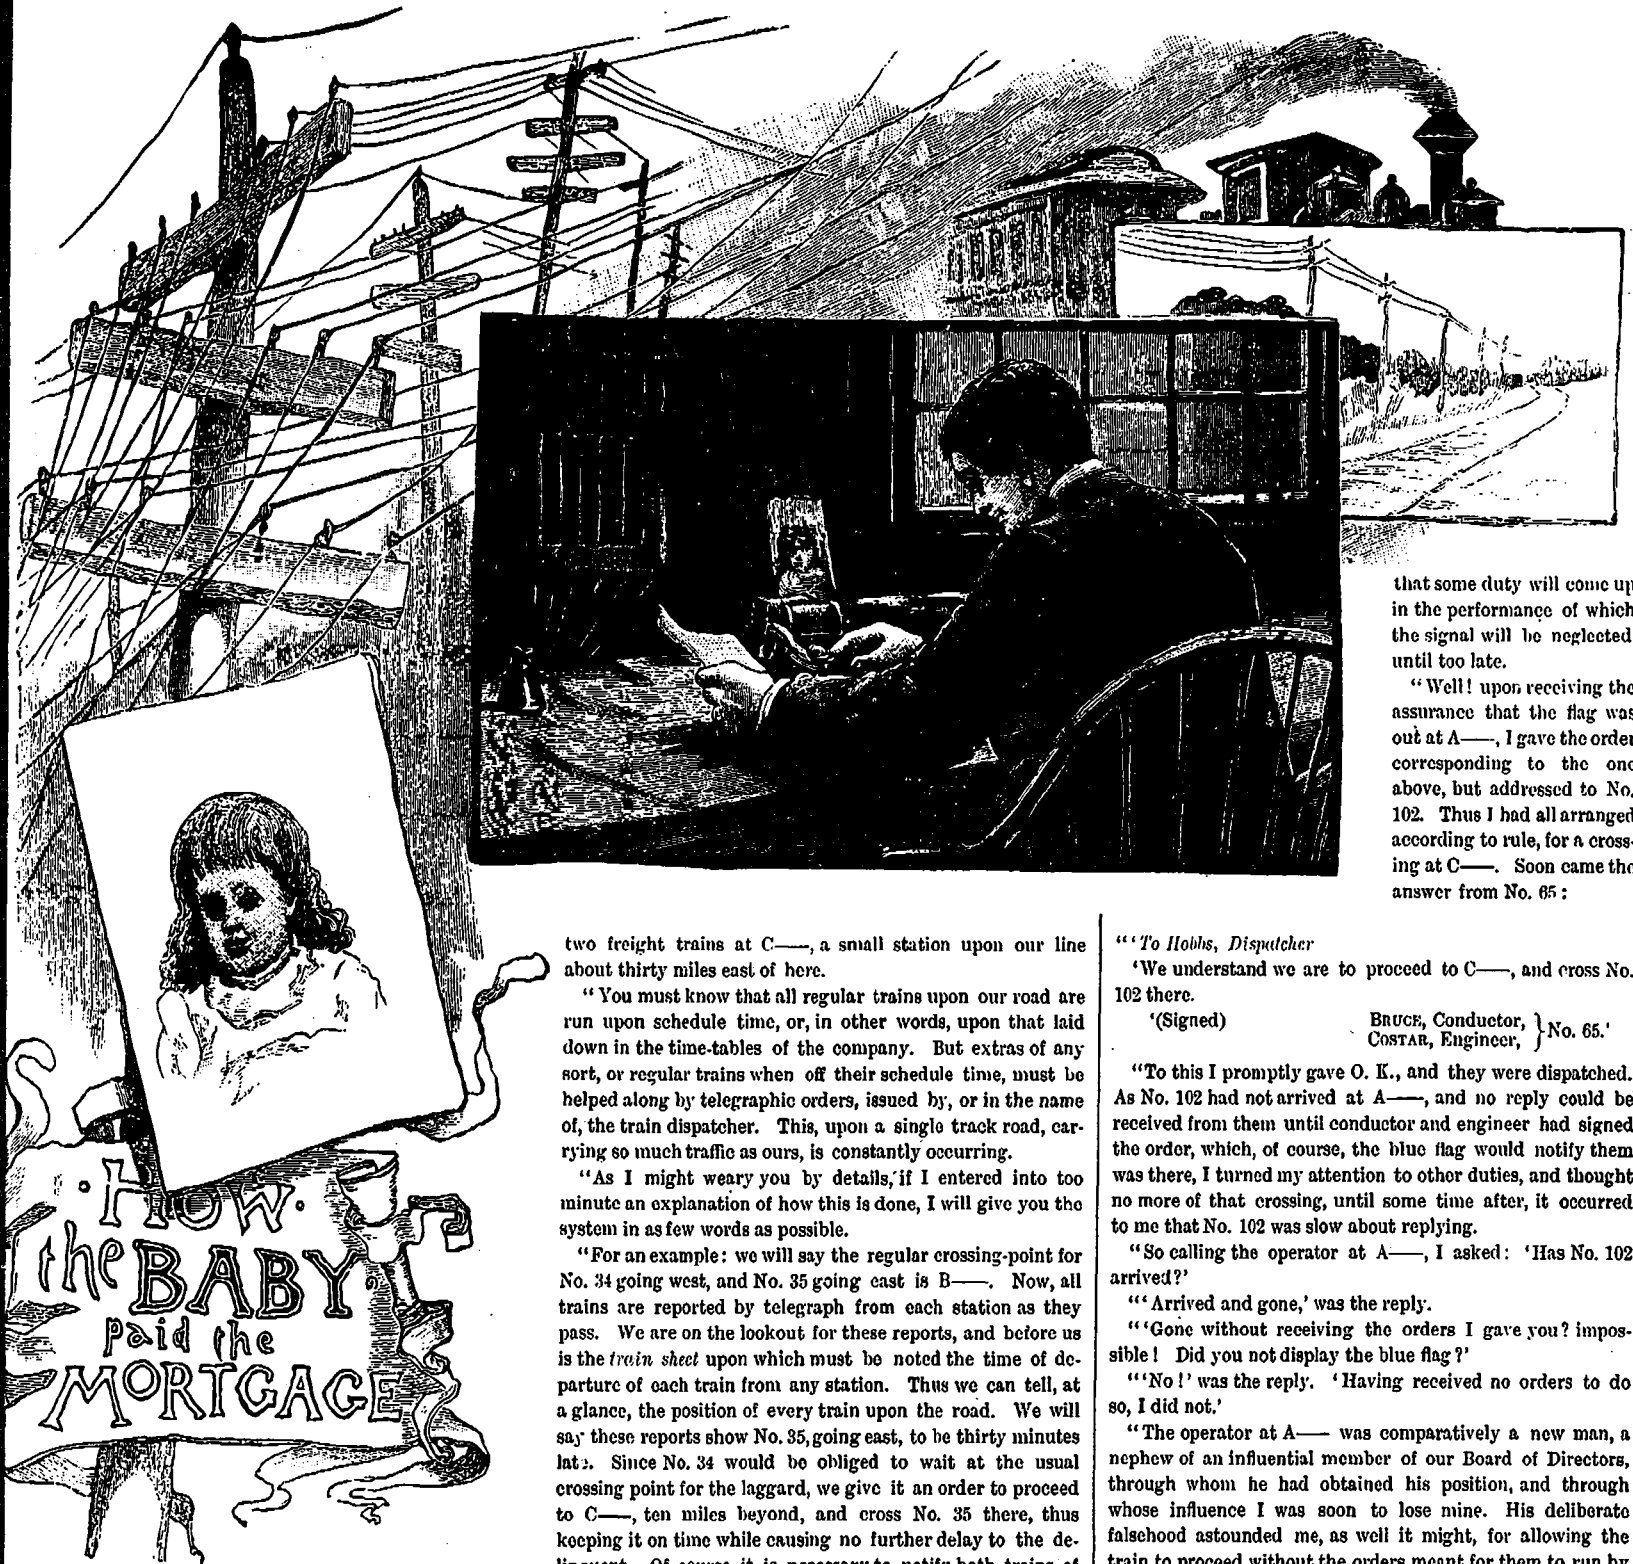 ·HOW·
the BABY
paid the
MORTGAGE
two freight trains at C——, a small station upon our line
about thirty miles east of here.
"You must know that all regular trains upon our road are
run upon schedule time, or, in other words, upon that laid
down in the time-tables of the company. But extras of any
sort, or regular trains when off their schedule time, must be
helped along by telegraphic orders, issued by, or in the name
of, the train dispatcher. This, upon a single track road, car-
rying so much traffic as ours, is constantly occurring.
"As I might weary you by details, if I entered into too
minute an explanation of how this is done, I will give you the
system in as few words as possible.
"For an example: we will say the regular crossing-point for
No. 34 going west, and No. 35 going east is B——. Now, all
trains are reported by telegraph from each station as they
pass. We are on the lookout for these reports, and before us
is the train sheet upon which must be noted the time of de-
parture of each train from any station. Thus we can tell, at
a glance, the position of every train upon the road. We will
say these reports show No. 35, going east, to be thirty minutes
late. Since No. 34 would be obliged to wait at the usual
crossing point for the laggard, we give it an order to proceed
to C——, ten miles beyond, and cross No. 35 there, thus
keeping it on time while causing no further delay to the de-
linquent. Of course it is necessary to notify both trains of
that some duty will come up
in the performance of which
the signal will be neglected
until too late.
"Well! upon receiving the
assurance that the flag was
out at A——, I gave the order
corresponding to the one
above, but addressed to No.
102. Thus I had all arranged
according to rule, for a cross-
ing at C——. Soon came the
answer from No. 65:
"'To Hobbs, Dispatcher
'We understand we are to proceed to C——, and cross No.
102 there.
'(Signed) BRUCE, Conductor, } No. 65.'
COSTAR, Engineer,
"To this I promptly gave O. K., and they were dispatched.
As No. 102 had not arrived at A——, and no reply could be
received from them until conductor and engineer had signed
the order, which, of course, the blue flag would notify them
was there, I turned my attention to other duties, and thought
no more of that crossing, until some time after, it occurred
to me that No. 102 was slow about replying.
"So calling the operator at A——, I asked: 'Has No. 102
arrived?'
"'Arrived and gone,' was the reply.
"'Gone without receiving the orders I gave you? impos-
sible! Did you not display the blue flag?'
"'No!' was the reply. 'Having received no orders to do
so, I did not.'
"The operator at A—— was comparatively a new man, a
nephew of an influential member of our Board of Directors,
through whom he had obtained his position, and through
whose influence I was soon to lose mine. His deliberate
falsehood astounded me, as well it might, for allowing the
train to proceed without the orders meant for them to run by